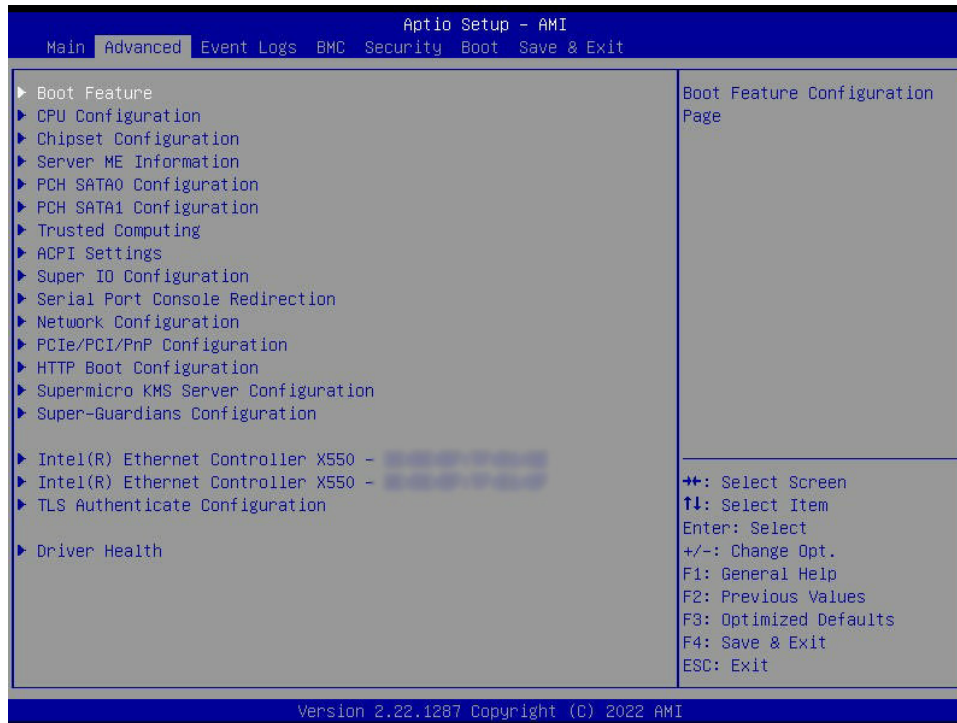 Aptio Setup – AMI
Main Advanced Event Logs BMC Security Boot Save & Exit
▶ Boot Feature
▶ CPU Configuration
▶ Chipset Configuration
▶ Server ME Information
▶ PCH SATA0 Configuration
▶ PCH SATA1 Configuration
▶ Trusted Computing
▶ ACPI Settings
▶ Super IO Configuration
▶ Serial Port Console Redirection
▶ Network Configuration
▶ PCIe/PCI/PnP Configuration
▶ HTTP Boot Configuration
▶ Supermicro KMS Server Configuration
▶ Super-Guardians Configuration
▶ Intel(R) Ethernet Controller X550 –
▶ Intel(R) Ethernet Controller X550 –
▶ TLS Authenticate Configuration
▶ Driver Health
Boot Feature Configuration
Page
→←: Select Screen
↑↓: Select Item
Enter: Select
+/-: Change Opt.
F1: General Help
F2: Previous Values
F3: Optimized Defaults
F4: Save & Exit
ESC: Exit
Version 2.22.1287 Copyright (C) 2022 AMI